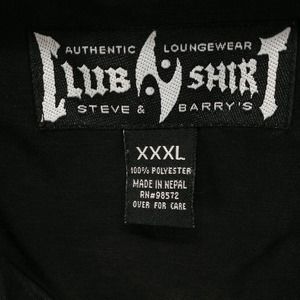 AUTHENTIC LOUNGEWEAR
CLUB SHIRT
STEVE & BARRY'S
XXXL
100% POLYESTER
MADE IN NEPAL
RN#98572
OVER FOR CARE